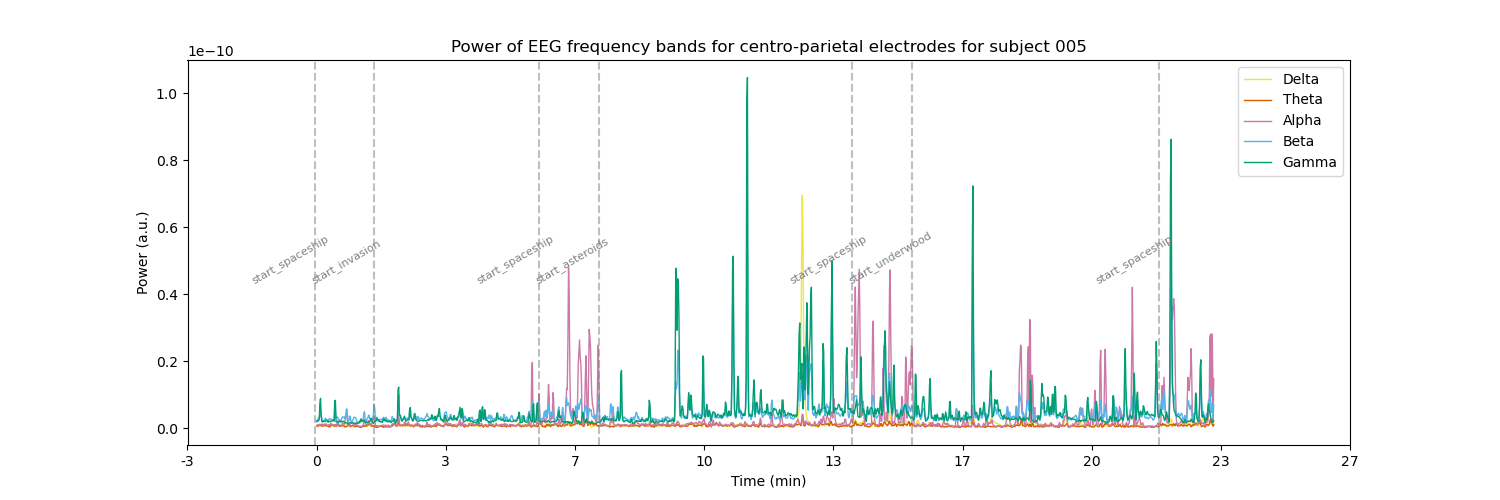 Power of EEG frequency bands for centro-parietal electrodes for subject 005
1e−10
Delta
Theta
Alpha
Beta
Gamma
1.0
0.8
0.6
0.4
0.2
0.0
Power (a.u.)
start_spaceship
start_invasion
start_spaceship
start_asteroids
start_spaceship
start_underwood
start_spaceship
-3
0
3
7
10
13
17
20
23
27
Time (min)